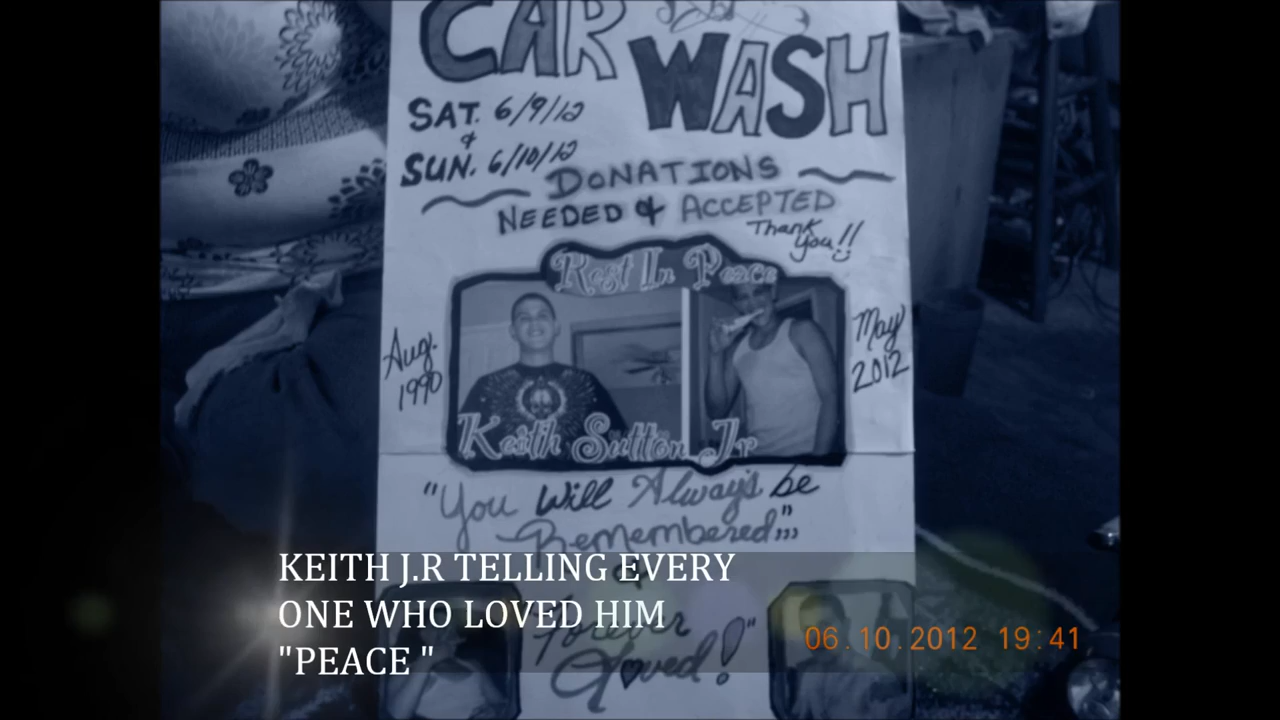 CAR
WASH
SAT. 6/9/12
&
SUN. 6/10/12
DONATIONS
NEEDED & ACCEPTED
Thank
You!!
Rest In Peace
Aug.
1990
May
2012
Keith Sutton Jr
"You Will Always be
Remembered"...
&
Forever
Loved!"
KEITH J.R TELLING EVERY
ONE WHO LOVED HIM
"PEACE "
06.10.2012 19:41